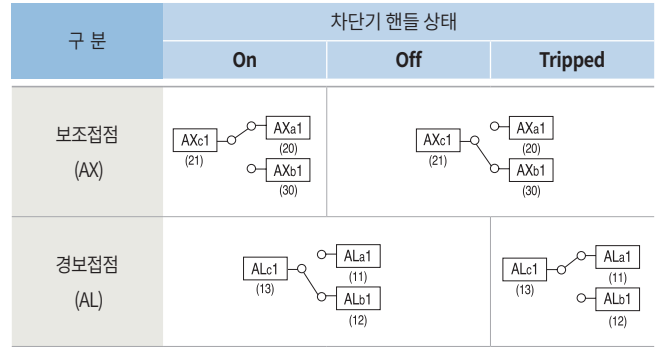 구 분
차단기 핸들 상태
On
Off
Tripped
보조접점
(AX)
AXc1
(21)
AXa1
(20)
AXb1
(30)
AXc1
(21)
AXa1
(20)
AXb1
(30)
경보접점
(AL)
ALc1
(13)
ALa1
(11)
ALb1
(12)
ALc1
(13)
ALa1
(11)
ALb1
(12)